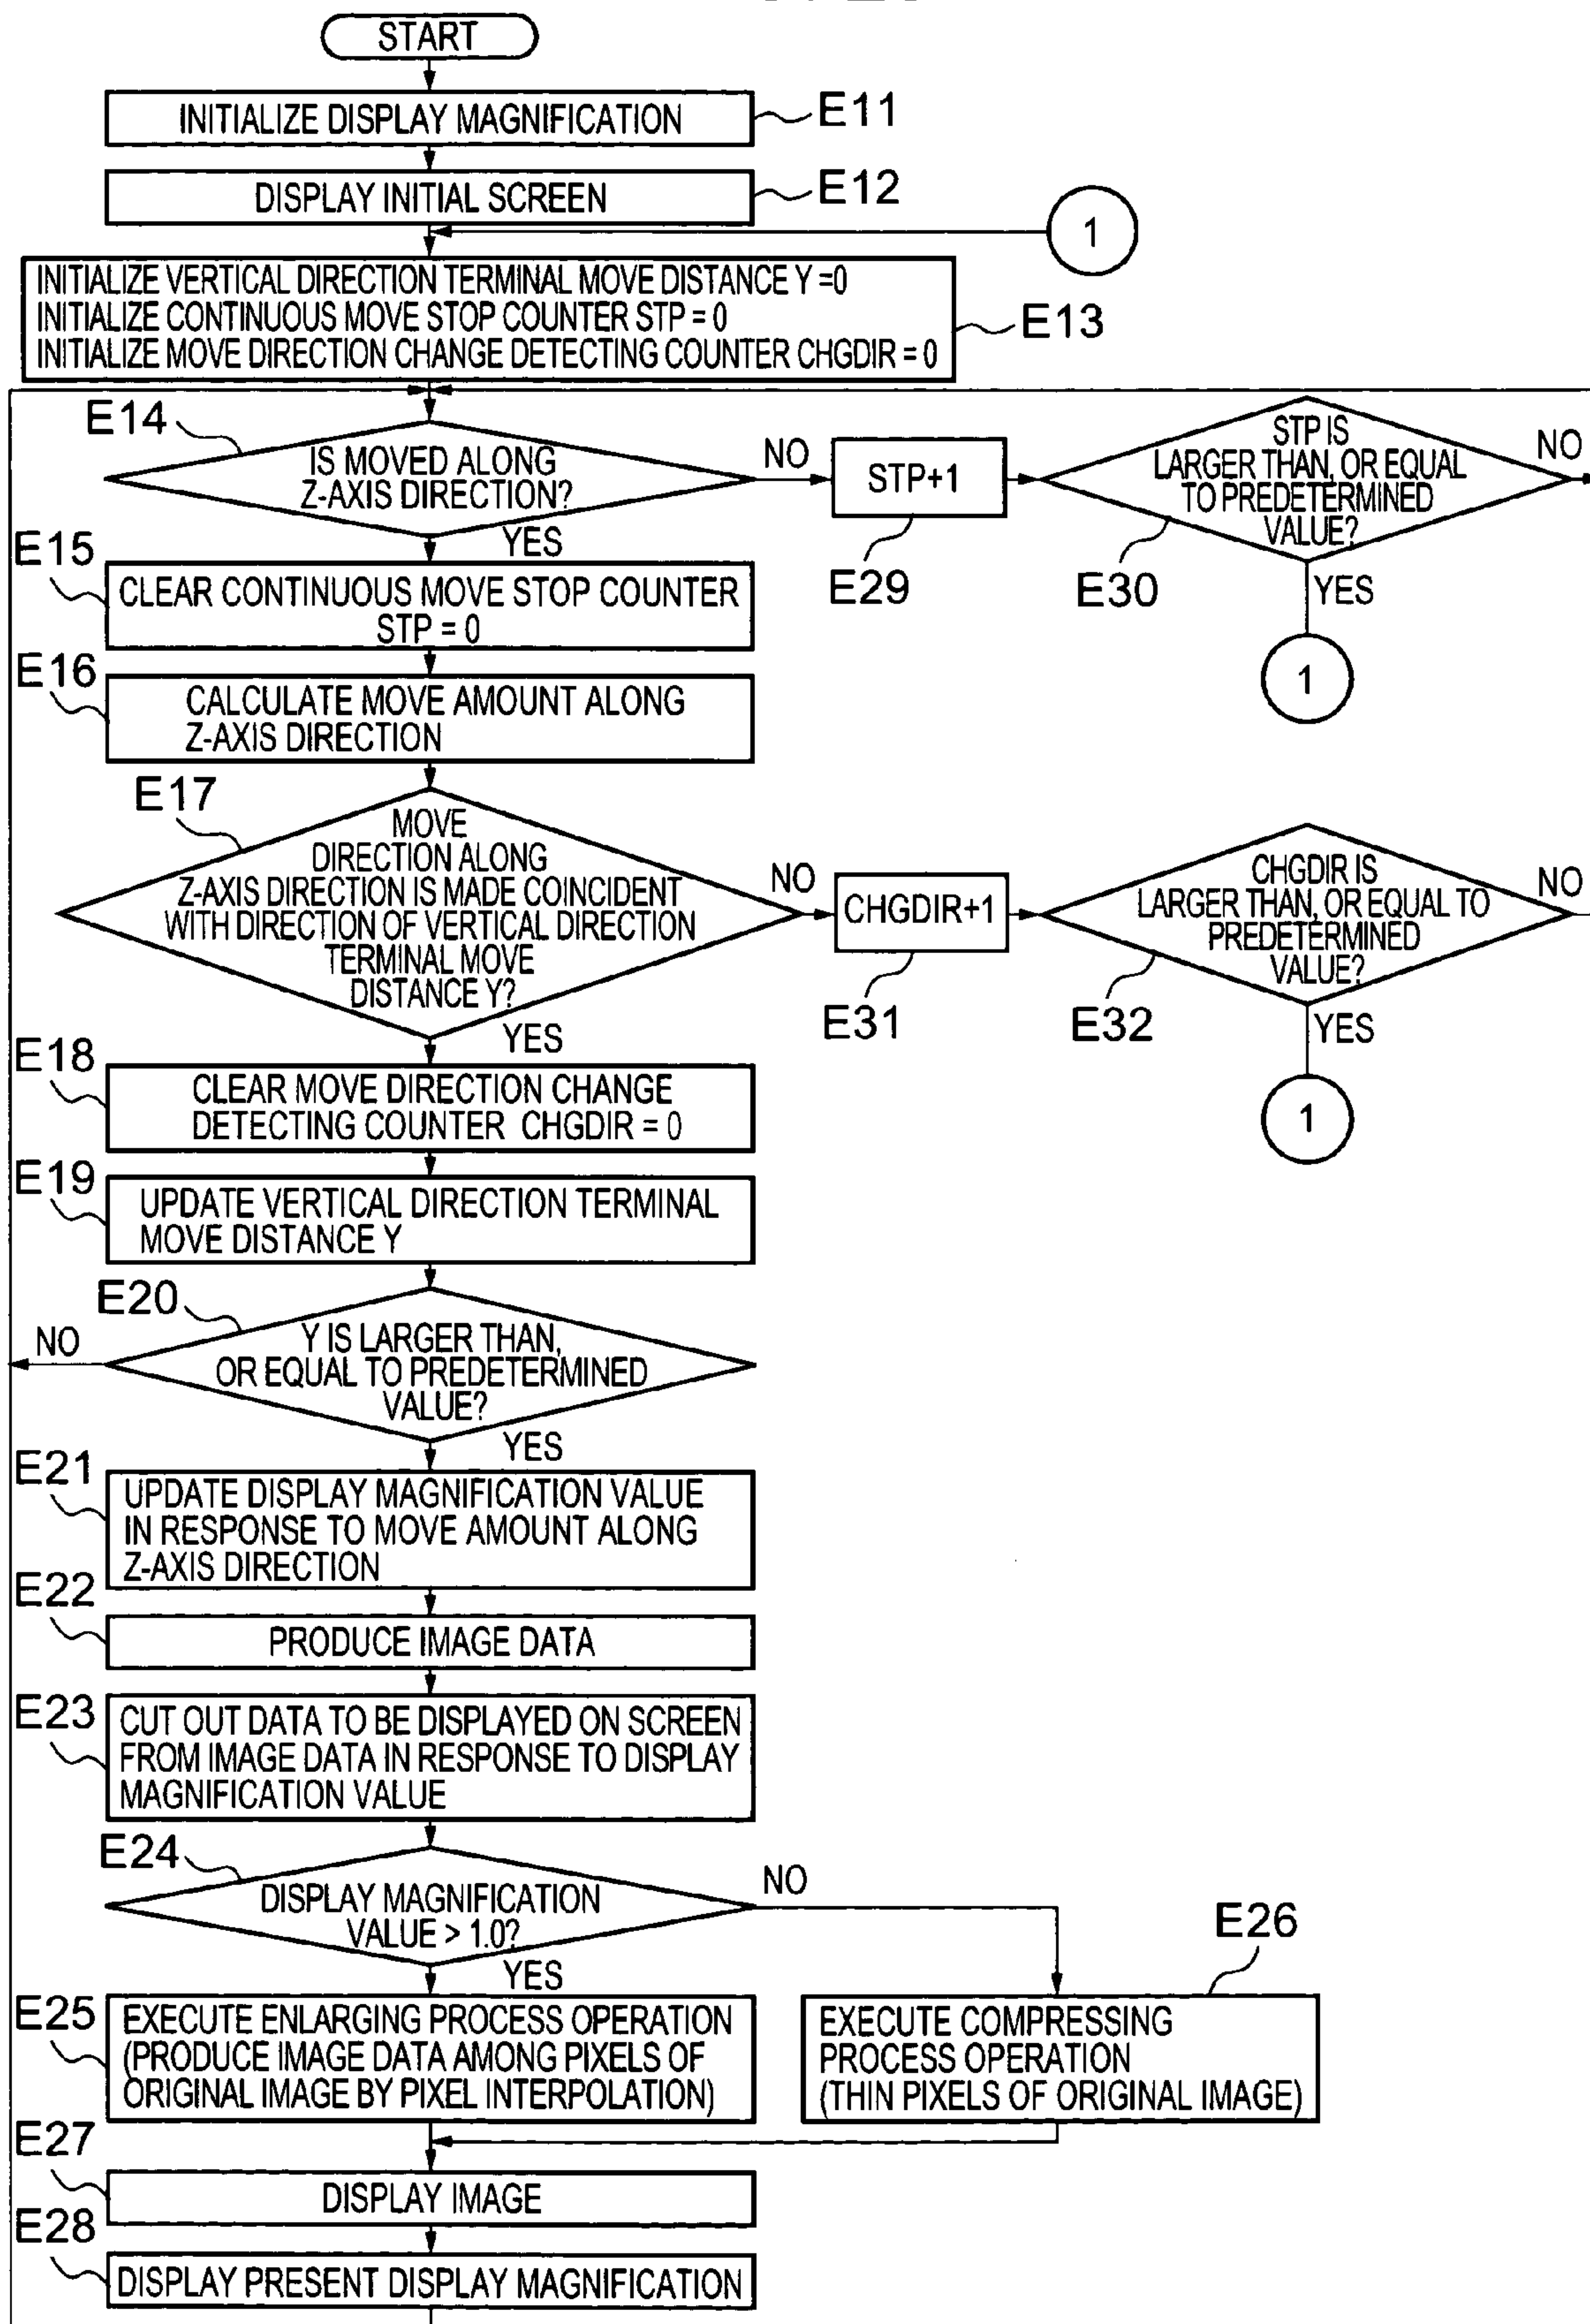 START
INITIALIZE DISPLAY MAGNIFICATION
E11
DISPLAY INITIAL SCREEN
E12
1
INITIALIZE VERTICAL DIRECTION TERMINAL MOVE DISTANCE Y =0
INITIALIZE CONTINUOUS MOVE STOP COUNTER STP = 0
INITIALIZE MOVE DIRECTION CHANGE DETECTING COUNTER CHGDIR = 0
E13
E14
IS MOVED ALONG
Z-AXIS DIRECTION?
NO
YES
STP+1
E29
STP IS
LARGER THAN, OR EQUAL
TO PREDETERMINED
VALUE?
NO
E30
YES
1
E15
CLEAR CONTINUOUS MOVE STOP COUNTER
STP = 0
E16
CALCULATE MOVE AMOUNT ALONG
Z-AXIS DIRECTION
E17
MOVE
DIRECTION ALONG
Z-AXIS DIRECTION IS MADE COINCIDENT
WITH DIRECTION OF VERTICAL DIRECTION
TERMINAL MOVE
DISTANCE Y?
NO
YES
CHGDIR+1
E31
CHGDIR IS
LARGER THAN, OR EQUAL TO
PREDETERMINED
VALUE?
NO
E32
YES
1
E18
CLEAR MOVE DIRECTION CHANGE
DETECTING COUNTER CHGDIR = 0
E19
UPDATE VERTICAL DIRECTION TERMINAL
MOVE DISTANCE Y
E20
NO
Y IS LARGER THAN,
OR EQUAL TO PREDETERMINED
VALUE?
YES
E21
UPDATE DISPLAY MAGNIFICATION VALUE
IN RESPONSE TO MOVE AMOUNT ALONG
Z-AXIS DIRECTION
E22
PRODUCE IMAGE DATA
E23
CUT OUT DATA TO BE DISPLAYED ON SCREEN
FROM IMAGE DATA IN RESPONSE TO DISPLAY
MAGNIFICATION VALUE
E24
DISPLAY MAGNIFICATION
VALUE > 1.0?
NO
YES
E25
EXECUTE ENLARGING PROCESS OPERATION
(PRODUCE IMAGE DATA AMONG PIXELS OF
ORIGINAL IMAGE BY PIXEL INTERPOLATION)
E26
EXECUTE COMPRESSING
PROCESS OPERATION
(THIN PIXELS OF ORIGINAL IMAGE)
E27
DISPLAY IMAGE
E28
DISPLAY PRESENT DISPLAY MAGNIFICATION